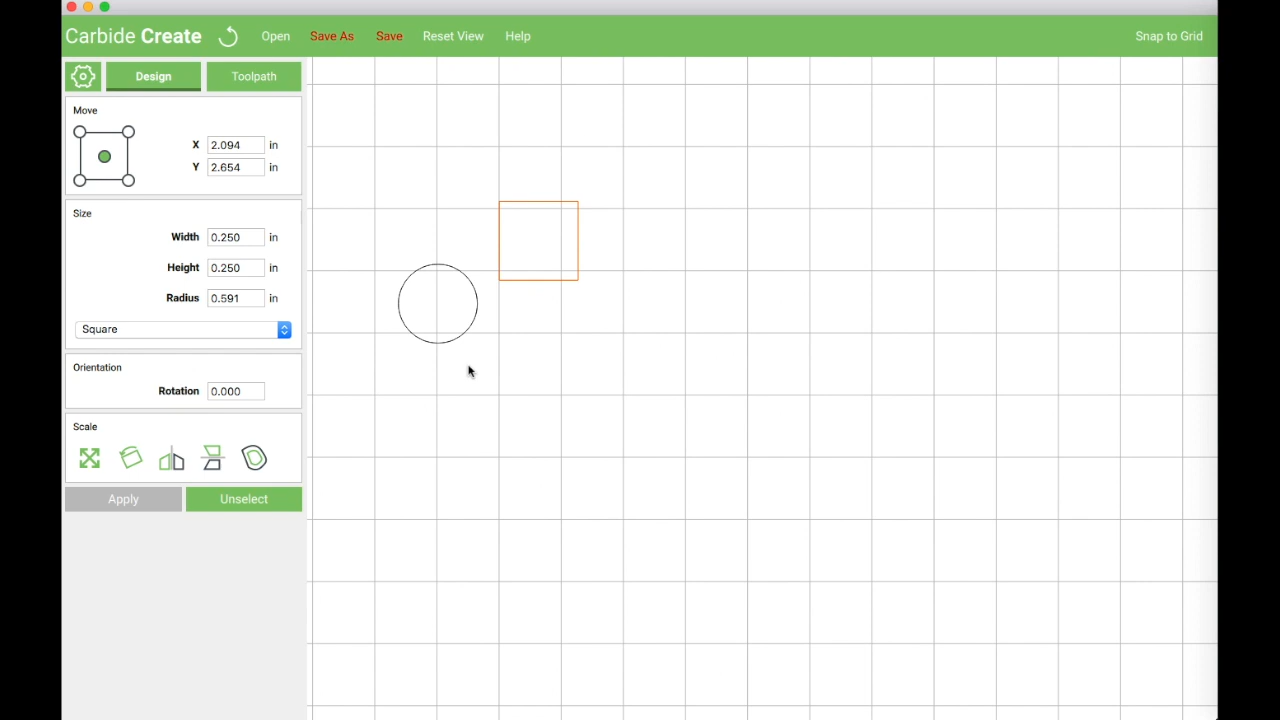 Carbide Create Open Save As Save Reset View Help Snap to Grid
Design Toolpath
Move
X 2.094 in
Y 2.654 in
Size
Width 0.250 in
Height 0.250 in
Radius 0.591 in
Square
Orientation
Rotation 0.000
Scale
Apply Unselect